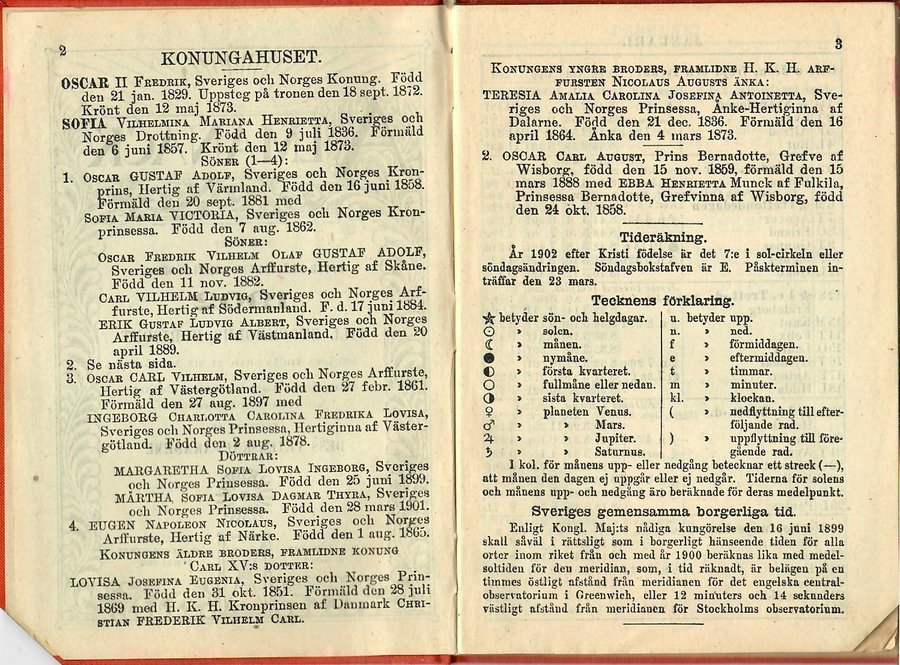 2
KONUNGAHUSET.
OSCAR II FREDRIK, Sveriges och Norges Konung. Född
den 21 jan. 1829. Uppsteg på tronen den 18 sept. 1872.
Krönt den 12 maj 1873.
SOFIA VILHELMINA MARIANA HENRIETTA, Sveriges och
Norges Drottning. Född den 9 juli 1836. Förmäld
den 6 juni 1857. Krönt den 12 maj 1873.
SÖNER (1—4):
1. OSCAR GUSTAF ADOLF, Sveriges och Norges Kron-
prins, Hertig af Värmland. Född den 16 juni 1858.
Förmäld den 20 sept. 1881 med
SOFIA MARIA VICTORIA, Sveriges och Norges Kron-
prinsessa. Född den 7 aug. 1862.
SÖNER:
OSCAR FREDRIK VILHELM OLAF GUSTAF ADOLF,
Sveriges och Norges Arffurste, Hertig af Skåne.
Född den 11 nov. 1882.
CARL VILHELM LUDVIG, Sveriges och Norges Arf-
furste, Hertig af Södermanland. F. d. 17 juni 1884.
ERIK GUSTAF LUDVIG ALBERT, Sveriges och Norges
Arffurste, Hertig af Västmanland. Född den 20
april 1889.
2. Se nästa sida.
3. OSCAR CARL VILHELM, Sveriges och Norges Arffurste,
Hertig af Västergötland. Född den 27 febr. 1861.
Förmäld den 27 aug. 1897 med
INGEBORG CHARLOTTA CAROLINA FREDRIKA LOVISA,
Sveriges och Norges Prinsessa, Hertiginna af Väster-
götland. Född den 2 aug. 1878.
DÖTTRAR:
MARGARETHA SOFIA LOVISA INGEBORG, Sveriges
och Norges Prinsessa. Född den 25 juni 1899.
MÄRTHA SOFIA LOVISA DAGMAR THYRA, Sveriges
och Norges Prinsessa. Född den 28 mars 1901.
4. EUGEN NAPOLEON NICOLAUS, Sveriges och Norges
Arffurste, Hertig af Närke. Född den 1 aug. 1865.
KONUNGENS ÄLDRE BRODERS, FRAMLIDNE KONUNG
CARL XV:S DOTTER:
LOVISA JOSEFINA EUGENIA, Sveriges och Norges Prin-
sessa. Född den 31 okt. 1851. Förmäld den 28 juli
1869 med H. K. H. Kronprinsen af Danmark CHRI-
STIAN FREDERIK VILHELM CARL.
3
KONUNGENS YNGRE BRODERS, FRAMLIDNE H. K. H. ARF-
FURSTEN NICOLAUS AUGUSTS ÄNKA:
TERESIA AMALIA CAROLINA JOSEFINA ANTOINETTA, Sve-
riges och Norges Prinsessa, Änke-Hertiginna af
Dalarne. Född den 21 dec. 1836. Förmäld den 16
april 1864. Änka den 4 mars 1873.
2. OSCAR CARL AUGUST, Prins Bernadotte, Grefve af
Wisborg, född den 15 nov. 1859, förmäld den 15
mars 1888 med EBBA HENRIETTA Munck af Fulkila,
Prinsessa Bernadotte, Grefvinna af Wisborg, född
den 24 okt. 1858.
Tideräkning.
År 1902 efter Kristi födelse är det 7:e i sol-cirkeln eller
söndagsändringen. Söndagsbokstafven är E. Påskterminen in-
träffar den 23 mars.
Tecknens förklaring.
★ betyder sön- och helgdagar. u. betyder upp.
☉ » solen. n. » ned.
☾ » månen. f » förmiddagen.
● » nymåne. e » eftermiddagen.
◐ » första kvarteret. t » timmar.
○ » fullmåne eller nedan. m » minuter.
◑ » sista kvarteret. kl. » klockan.
♀ » planeten Venus. ( » nedflyttning till efter-
♂ » » Mars. följande rad.
♃ » » Jupiter. ) » uppflyttning till före-
♄ » » Saturnus. gående rad.
I kol. för månens upp- eller nedgång betecknar ett streck (—),
att månen den dagen ej uppgår eller ej nedgår. Tiderna för solens
och månens upp- och nedgång äro beräknade för deras medelpunkt.
Sveriges gemensamma borgerliga tid.
Enligt Kongl. Maj:ts nådiga kungörelse den 16 juni 1899
skall såväl i rättsligt som i borgerligt hänseende tiden för alla
orter inom riket från och med år 1900 beräknas lika med medel-
soltiden för den meridian, som, i tid räknadt, är belägen på en
timmes östligt afstånd från meridianen för det engelska central-
observatorium i Greenwich, eller 12 minuters och 14 sekunders
västligt afstånd från meridianen för Stockholms observatorium.